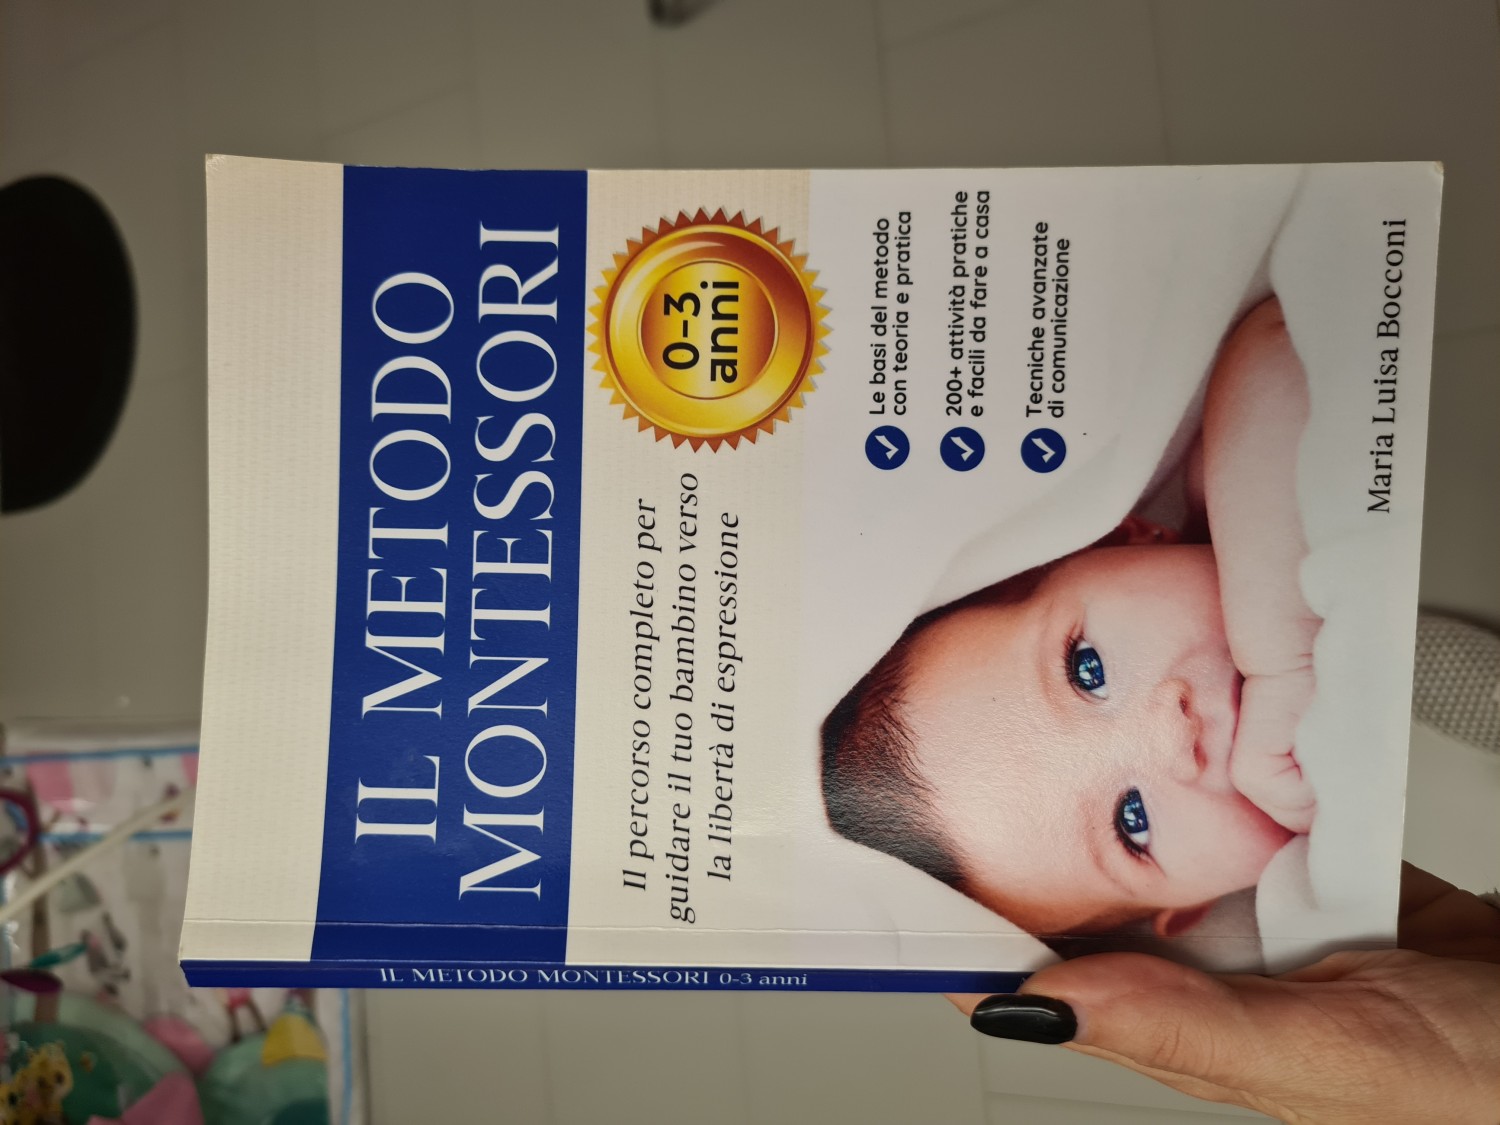 IL METODO
MONTESSORI
Il percorso completo per
guidare il tuo bambino verso
la libertà di espressione
0-3
anni
Le basi del metodo
con teoria e pratica
200+ attività pratiche
e facili da fare a casa
Tecniche avanzate
di comunicazione
Maria Luisa Bocconi
IL METODO MONTESSORI 0-3 anni